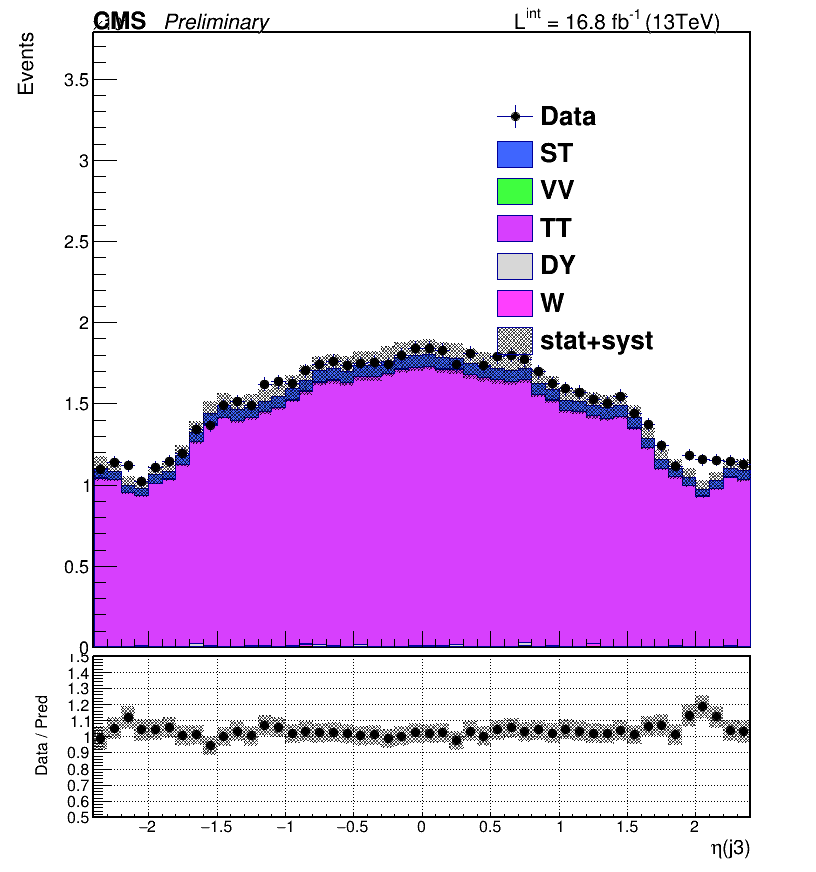 CMS Preliminary L^int = 16.8 fb^-1 (13TeV)
Events
3.5
3
2.5
2
1.5
1
0.5
0
Data
ST
VV
TT
DY
W
stat+syst
Data / Pred
1.5
1.4
1.3
1.2
1.1
1
0.9
0.8
0.7
0.6
0.5
−2 −1.5 −1 −0.5 0 0.5 1 1.5 2
η(j3)